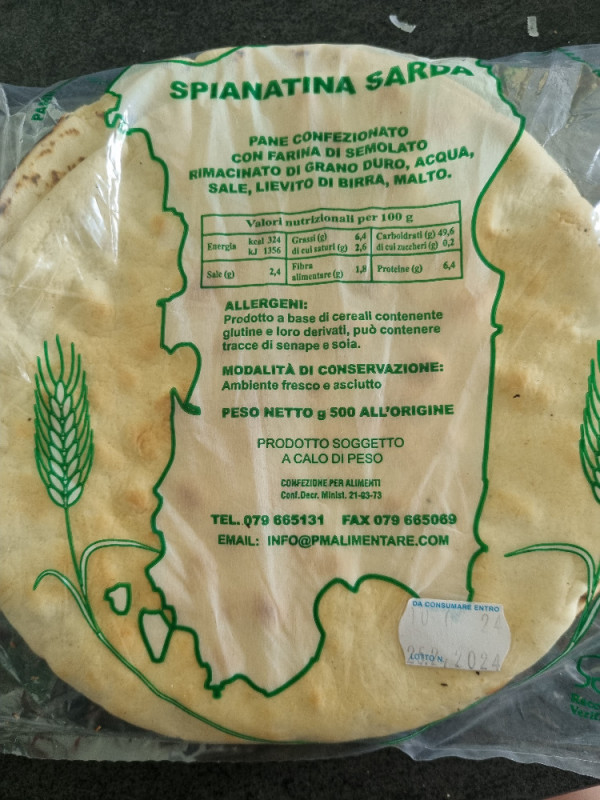 SPIANATINA SARDA
PANE CONFEZIONATO
CON FARINA DI SEMOLATO
RIMACINATO DI GRANO DURO, ACQUA,
SALE, LIEVITO DI BIRRA, MALTO.
Valori nutrizionali per 100 g
Energia kcal 324 kJ 1356
Grassi (g) 6,4 di cui saturi (g) 2,6
Carboidrati (g) 49,6 di cui zuccheri (g) 0,2
Sale (g) 2,4
Fibra alimentare (g) 1,8
Proteine (g) 6,4
ALLERGENI:
Prodotto a base di cereali contenente
glutine e loro derivati, può contenere
tracce di senape e soia.
MODALITÀ DI CONSERVAZIONE:
Ambiente fresco e asciutto
PESO NETTO g 500 ALL'ORIGINE
PRODOTTO SOGGETTO
A CALO DI PESO
CONFEZIONE PER ALIMENTI
Conf.Decr. Minist. 21-03-73
TEL. 079 665131 FAX 079 665069
EMAIL: INFO@PMALIMENTARE.COM
DA CONSUMARE ENTRO
24
LOTTO N.
2024